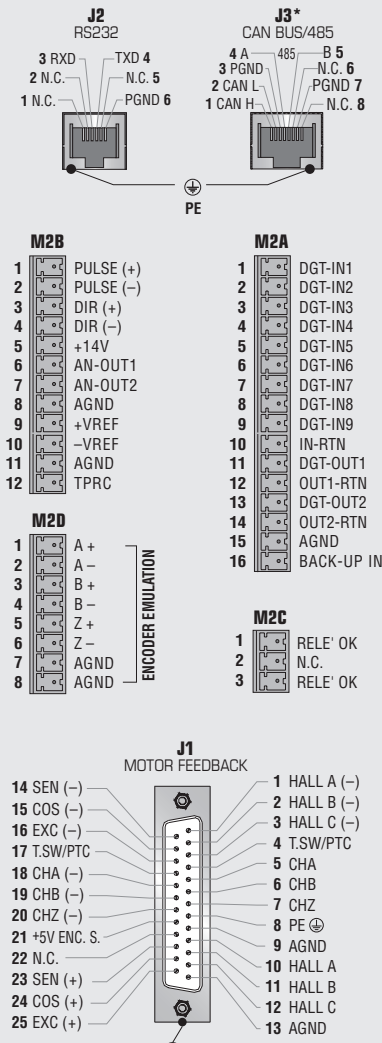 J2
RS232
3 RXD
TXD 4
2 N.C.
N.C. 5
1 N.C.
PGND 6
J3*
CAN BUS/485
4 A
485
B 5
3 PGND
N.C. 6
2 CAN L
PGND 7
1 CAN H
N.C. 8
PE
M2B
1 PULSE (+)
2 PULSE (–)
3 DIR (+)
4 DIR (–)
5 +14V
6 AN-OUT1
7 AN-OUT2
8 AGND
9 +VREF
10 –VREF
11 AGND
12 TPRC
M2A
1 DGT-IN1
2 DGT-IN2
3 DGT-IN3
4 DGT-IN4
5 DGT-IN5
6 DGT-IN6
7 DGT-IN7
8 DGT-IN8
9 DGT-IN9
10 IN-RTN
11 DGT-OUT1
12 OUT1-RTN
13 DGT-OUT2
14 OUT2-RTN
15 AGND
16 BACK-UP IN
M2D
1 A +
2 A –
3 B +
4 B –
5 Z +
6 Z –
7 AGND
8 AGND
ENCODER EMULATION
M2C
1 RELE' OK
2 N.C.
3 RELE' OK
J1
MOTOR FEEDBACK
14 SEN (–)
15 COS (–)
16 EXC (–)
17 T.SW/PTC
18 CHA (–)
19 CHB (–)
20 CHZ (–)
21 +5V ENC. S.
22 N.C.
23 SEN (+)
24 COS (+)
25 EXC (+)
1 HALL A (–)
2 HALL B (–)
3 HALL C (–)
4 T.SW/PTC
5 CHA
6 CHB
7 CHZ
8 PE
9 AGND
10 HALL A
11 HALL B
12 HALL C
13 AGND